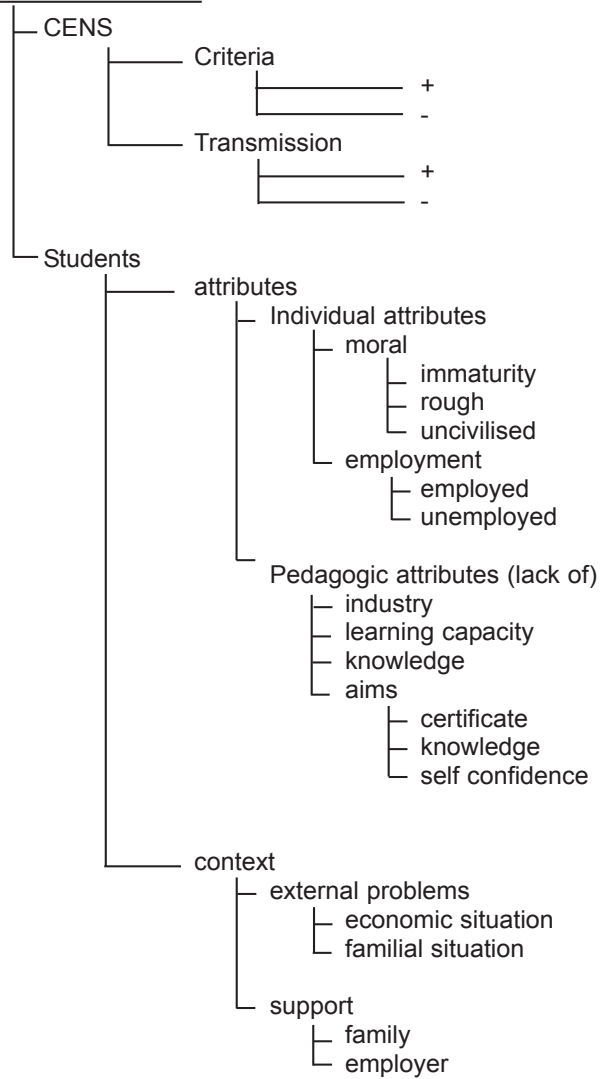 CENS
Criteria
+
-
Transmission
+
-
Students
attributes
Individual attributes
moral
immaturity
rough
uncivilised
employment
employed
unemployed
Pedagogic attributes (lack of)
industry
learning capacity
knowledge
aims
certificate
knowledge
self confidence
context
external problems
economic situation
familial situation
support
family
employer